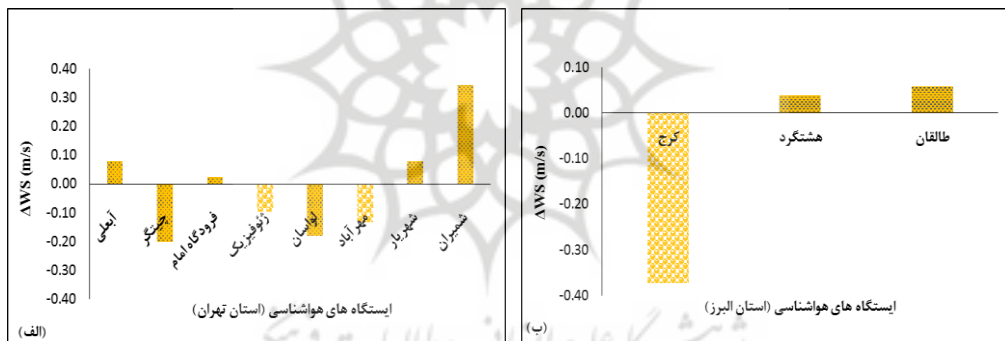 0.40
0.30
0.20
0.10
0.00
-0.10
-0.20
-0.30
-0.40
ΔWS (m/s)
آبعلی
چیتگر
فرودگاه امام
ژئوفیزیک
لواسان
مهرآباد
شهریار
شمیران
ایستگاه های هواشناسی (استان تهران)
(الف)
0.10
0.00
-0.10
-0.20
-0.30
-0.40
ΔWS (m/s)
کرج
هشتگرد
طالقان
ایستگاه های هواشناسی (استان البرز)
(ب)